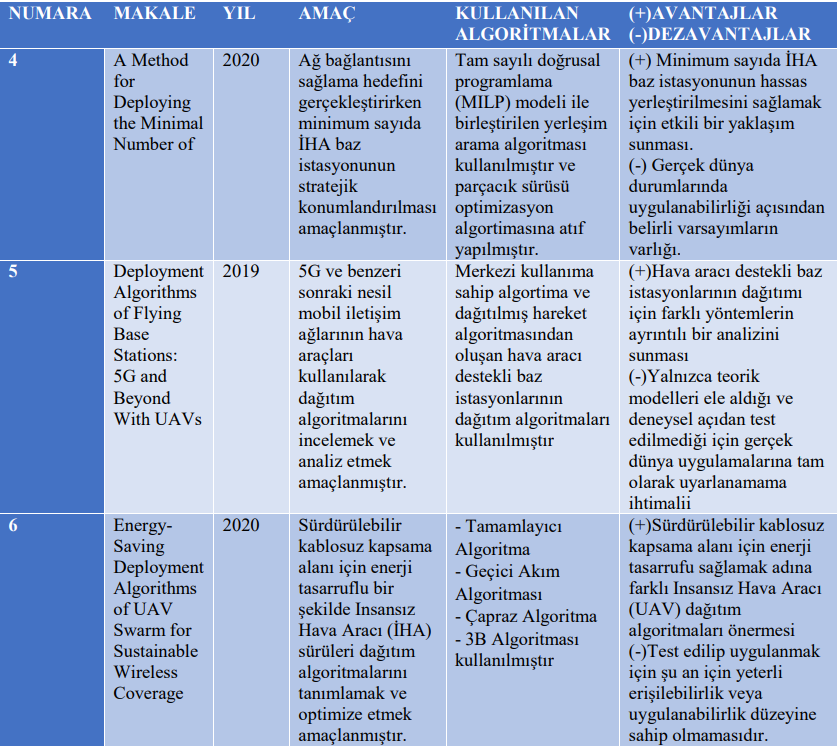 NUMARA
MAKALE
YIL
AMAÇ
KULLANILAN
ALGORİTMALAR
(+)AVANTAJLAR
(-)DEZAVANTAJLAR
4
A Method
for
Deploying
the Minimal
Number of
2020
Ağ bağlantısını
sağlama hedefini
gerçekleştirirken
minimum sayıda
İHA baz
istasyonunun
stratejik
konumlandırılması
amaçlanmıştır.
Tam sayılı doğrusal
programlama
(MILP) modeli ile
birleştirilen yerleşim
arama algoritması
kullanılmıştır ve
parçacık sürüsü
optimizasyon
algortimasına atıf
yapılmıştır.
(+) Minimum sayıda İHA
baz istasyonunun hassas
yerleştirilmesini sağlamak
için etkili bir yaklaşım
sunması.
(-) Gerçek dünya
durumlarında
uygulanabilirliği açısından
belirli varsayımların
varlığı.
5
Deployment
Algorithms
of Flying
Base
Stations:
5G and
Beyond
With UAVs
2019
5G ve benzeri
sonraki nesil
mobil iletişim
ağlarının hava
araçları
kullanılarak
dağıtım
algoritmalarını
incelemek ve
analiz etmek
amaçlanmıştır.
Merkezi kullanıma
sahip algortima ve
dağıtılmış hareket
algoritmasından
oluşan hava aracı
destekli baz
istasyonlarının
dağıtım algoritmaları
kullanılmıştır
(+)Hava aracı destekli baz
istasyonlarının dağıtımı
için farklı yöntemlerin
ayrıntılı bir analizini
sunması
(-)Yalnızca teorik
modelleri ele aldığı ve
deneysel açıdan test
edilmediği için gerçek
dünya uygulamalarına tam
olarak uyarlanamama
ihtimalii
6
Energy-
Saving
Deployment
Algorithms
of UAV
Swarm for
Sustainable
Wireless
Coverage
2020
Sürdürülebilir
kablosuz kapsama
alanı için enerji
tasarruflu bir
şekilde Insansız
Hava Aracı (İHA)
sürüleri dağıtım
algoritmalarını
tanımlamak ve
optimize etmek
amaçlanmıştır.
- Tamamlayıcı
Algoritma
- Geçici Akım
Algoritması
- Çapraz Algoritma
- 3B Algoritması
kullanılmıştır
(+)Sürdürülebilir kablosuz
kapsama alanı için enerji
tasarrufu sağlamak adına
farklı Insansız Hava Aracı
(UAV) dağıtım
algoritmaları önermesi
(-)Test edilip uygulanmak
için şu an için yeterli
erişilebilirlik veya
uygulanabilirlik düzeyine
sahip olmamasıdır.